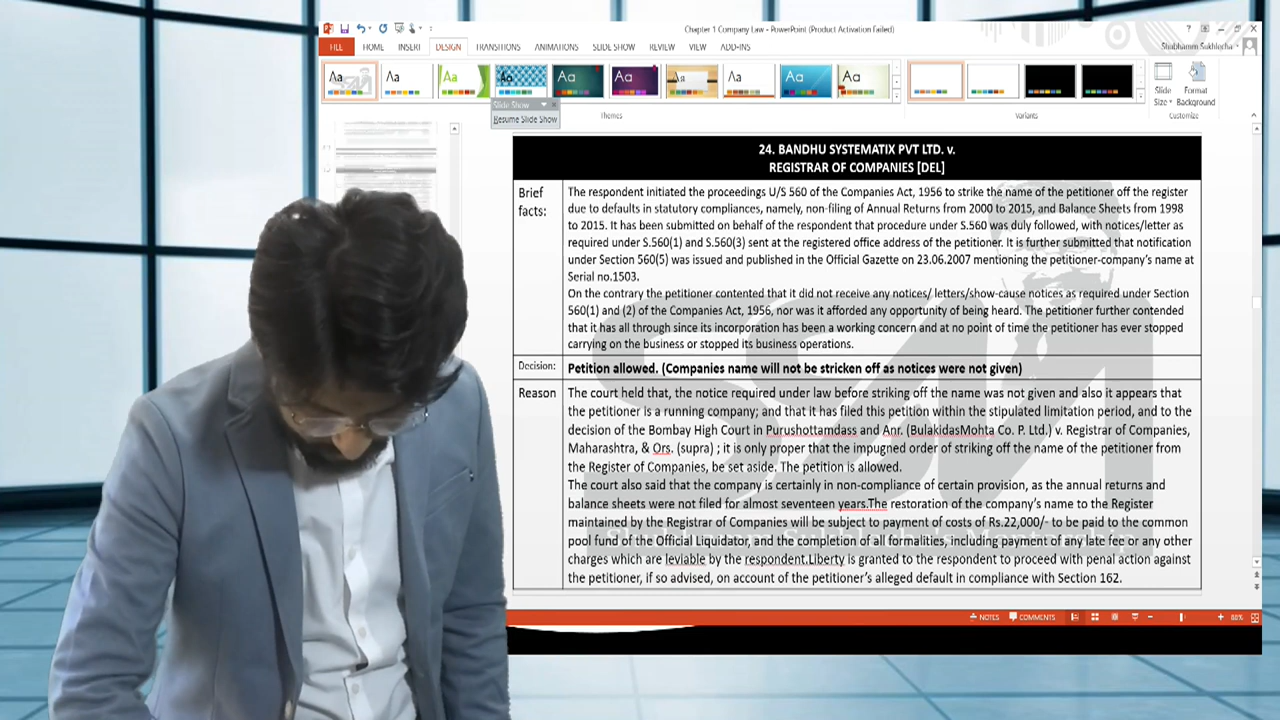 Chapter 1 Company Law - PowerPoint (Product Activation Failed)
FILL HOME INSERT DESIGN TRANSITIONS ANIMATIONS SLIDE SHOW REVIEW VIEW ADD-INS
Shubhamm Sukhlecha
Aa Aa Aa Aa Aa Aa Aa Aa Aa Aa
Slide Size
Format Background
Slide Show
Resume Slide Show
Themes
Variants
Customize
24. BANDHU SYSTEMATIX PVT LTD. v.
REGISTRAR OF COMPANIES [DEL]
Brief facts:
The respondent initiated the proceedings U/S 560 of the Companies Act, 1956 to strike the name of the petitioner off the register
due to defaults in statutory compliances, namely, non-filing of Annual Returns from 2000 to 2015, and Balance Sheets from 1998
to 2015. It has been submitted on behalf of the respondent that procedure under S.560 was duly followed, with notices/letter as
required under S.560(1) and S.560(3) sent at the registered office address of the petitioner. It is further submitted that notification
under Section 560(5) was issued and published in the Official Gazette on 23.06.2007 mentioning the petitioner-company's name at
Serial no.1503.
On the contrary the petitioner contented that it did not receive any notices/ letters/show-cause notices as required under Section
560(1) and (2) of the Companies Act, 1956, nor was it afforded any opportunity of being heard. The petitioner further contended
that it has all through since its incorporation has been a working concern and at no point of time the petitioner has ever stopped
carrying on the business or stopped its business operations.
Decision:
Petition allowed. (Companies name will not be stricken off as notices were not given)
Reason
The court held that, the notice required under law before striking off the name was not given and also it appears that
the petitioner is a running company; and that it has filed this petition within the stipulated limitation period, and to the
decision of the Bombay High Court in Purushottamdass and Anr. (BulakidasMohta Co. P. Ltd.) v. Registrar of Companies,
Maharashtra, & Ors. (supra) ; it is only proper that the impugned order of striking off the name of the petitioner from
the Register of Companies, be set aside. The petition is allowed.
The court also said that the company is certainly in non-compliance of certain provision, as the annual returns and
balance sheets were not filed for almost seventeen years.The restoration of the company's name to the Register
maintained by the Registrar of Companies will be subject to payment of costs of Rs.22,000/- to be paid to the common
pool fund of the Official Liquidator, and the completion of all formalities, including payment of any late fee or any other
charges which are leviable by the respondent.Liberty is granted to the respondent to proceed with penal action against
the petitioner, if so advised, on account of the petitioner's alleged default in compliance with Section 162.
NOTES COMMENTS